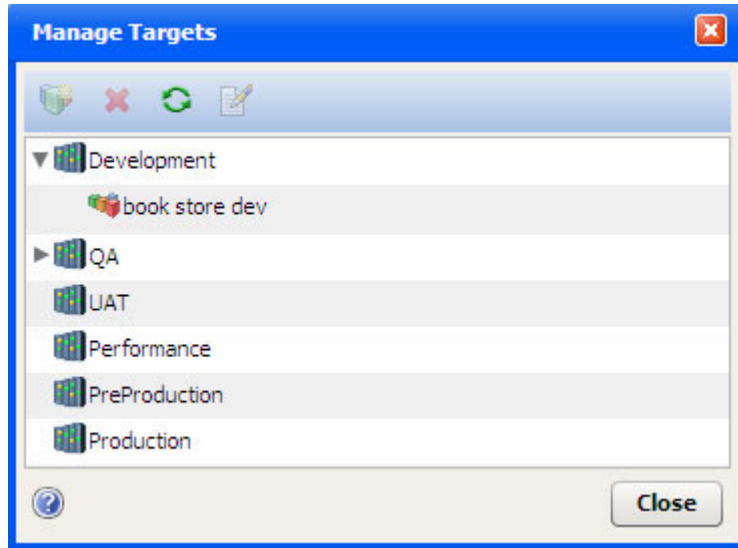 Manage Targets
Development
book store dev
QA
UAT
Performance
PreProduction
Production
?
Close